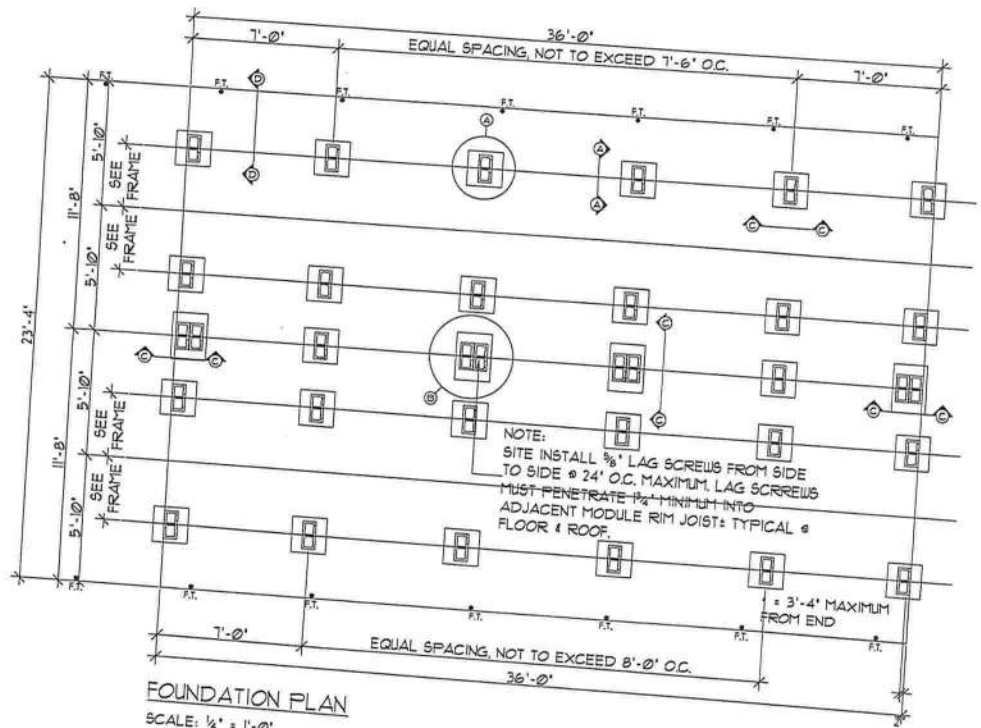 36'-0"
7'-0"
EQUAL SPACING, NOT TO EXCEED 7'-6" O.C.
7'-0"
F.T.
F.T.
F.T.
F.T.
F.T.
F.T.
F.T.
D
D
A
A
A
C
C
23'-4"
11'-8"
11'-8"
5'-10"
5'-10"
5'-10"
5'-10"
SEE
FRAME
SEE
FRAME
SEE
FRAME
SEE
FRAME
C
C
B
C
C
C
C
NOTE:
SITE INSTALL 3/8" LAG SCREWS FROM SIDE
TO SIDE @ 24" O.C. MAXIMUM. LAG SCRREWS
MUST PENETRATE 1 3/4" MINIMUM INTO
ADJACENT MODULE RIM JOIST: TYPICAL @
FLOOR & ROOF.
= 3'-4" MAXIMUM
FROM END
F.T.
F.T.
F.T.
F.T.
F.T.
F.T.
F.T.
7'-0"
EQUAL SPACING, NOT TO EXCEED 8'-0" O.C.
36'-0"
FOUNDATION PLAN
SCALE: 1/4" = 1'-0"